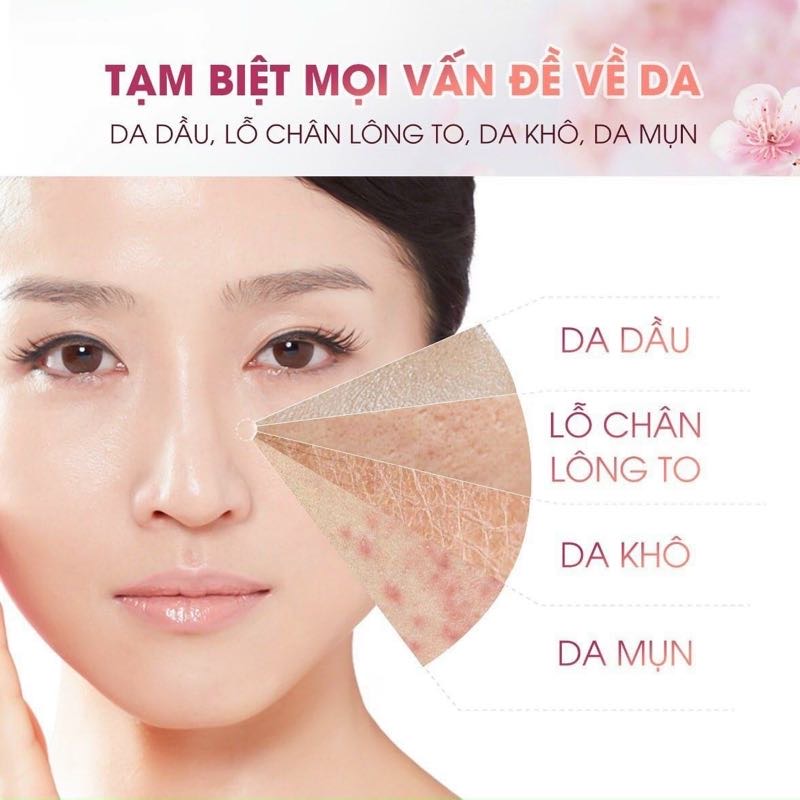 TẠM BIỆT MỌI VẤN ĐỀ VỀ DA
DA DẦU, LỖ CHÂN LÔNG TO, DA KHÔ, DA MỤN
DA DẦU
LỖ CHÂN
LÔNG TO
DA KHÔ
DA MỤN